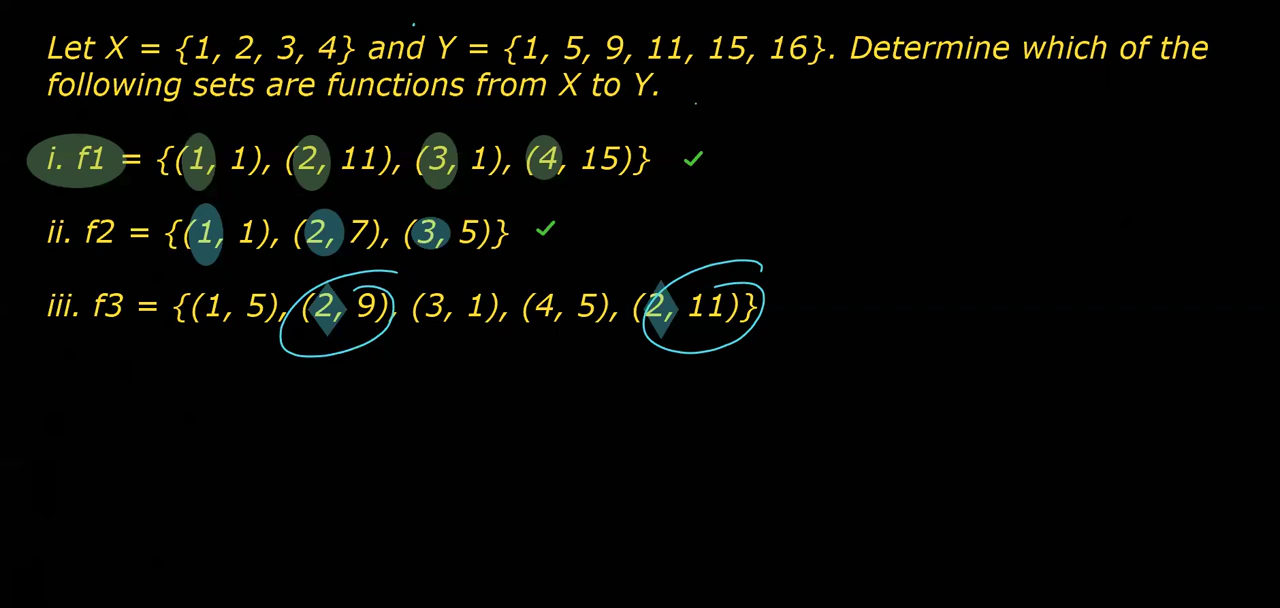 Let X = {1, 2, 3, 4} and Y = {1, 5, 9, 11, 15, 16}. Determine which of the
following sets are functions from X to Y.
i. f1 = {(1, 1), (2, 11), (3, 1), (4, 15)} ✓
ii. f2 = {(1, 1), (2, 7), (3, 5)} ✓
iii. f3 = {(1, 5), (2, 9), (3, 1), (4, 5), (2, 11)}